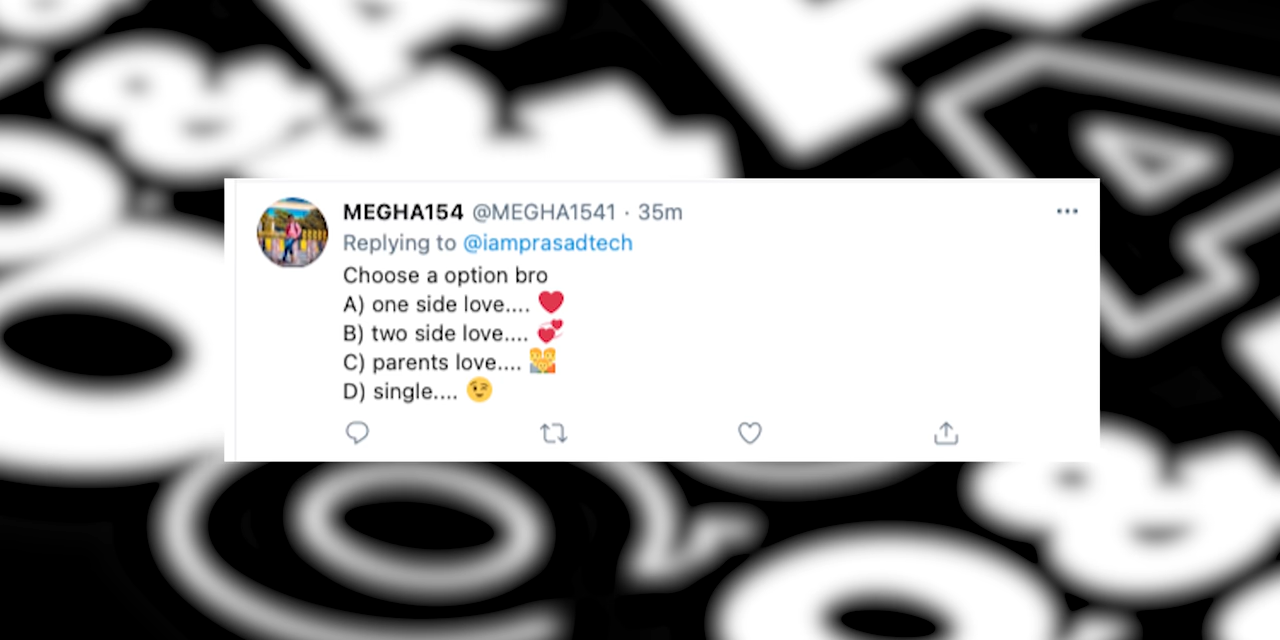 MEGHA154 @MEGHA1541 · 35m
Replying to @iamprasadtech
Choose a option bro
A) one side love.... ❤️
B) two side love.... 💞
C) parents love.... 👪
D) single.... 😉